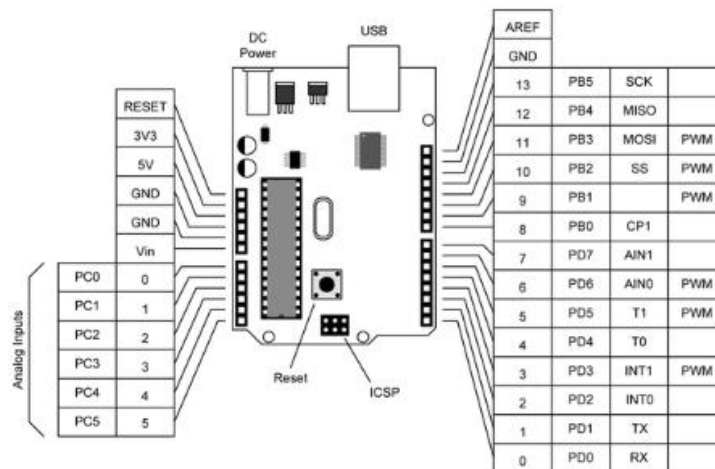 DC
Power
USB
RESET
3V3
5V
GND
GND
Vin
Analog Inputs
PC0 0
PC1 1
PC2 2
PC3 3
PC4 4
PC5 5
Reset
ICSP
AREF
GND
13 PB5 SCK
12 PB4 MISO
11 PB3 MOSI PWM
10 PB2 SS PWM
9 PB1 PWM
8 PB0 CP1
7 PD7 AIN1
6 PD6 AIN0 PWM
5 PD5 T1 PWM
4 PD4 T0
3 PD3 INT1 PWM
2 PD2 INT0
1 PD1 TX
0 PD0 RX